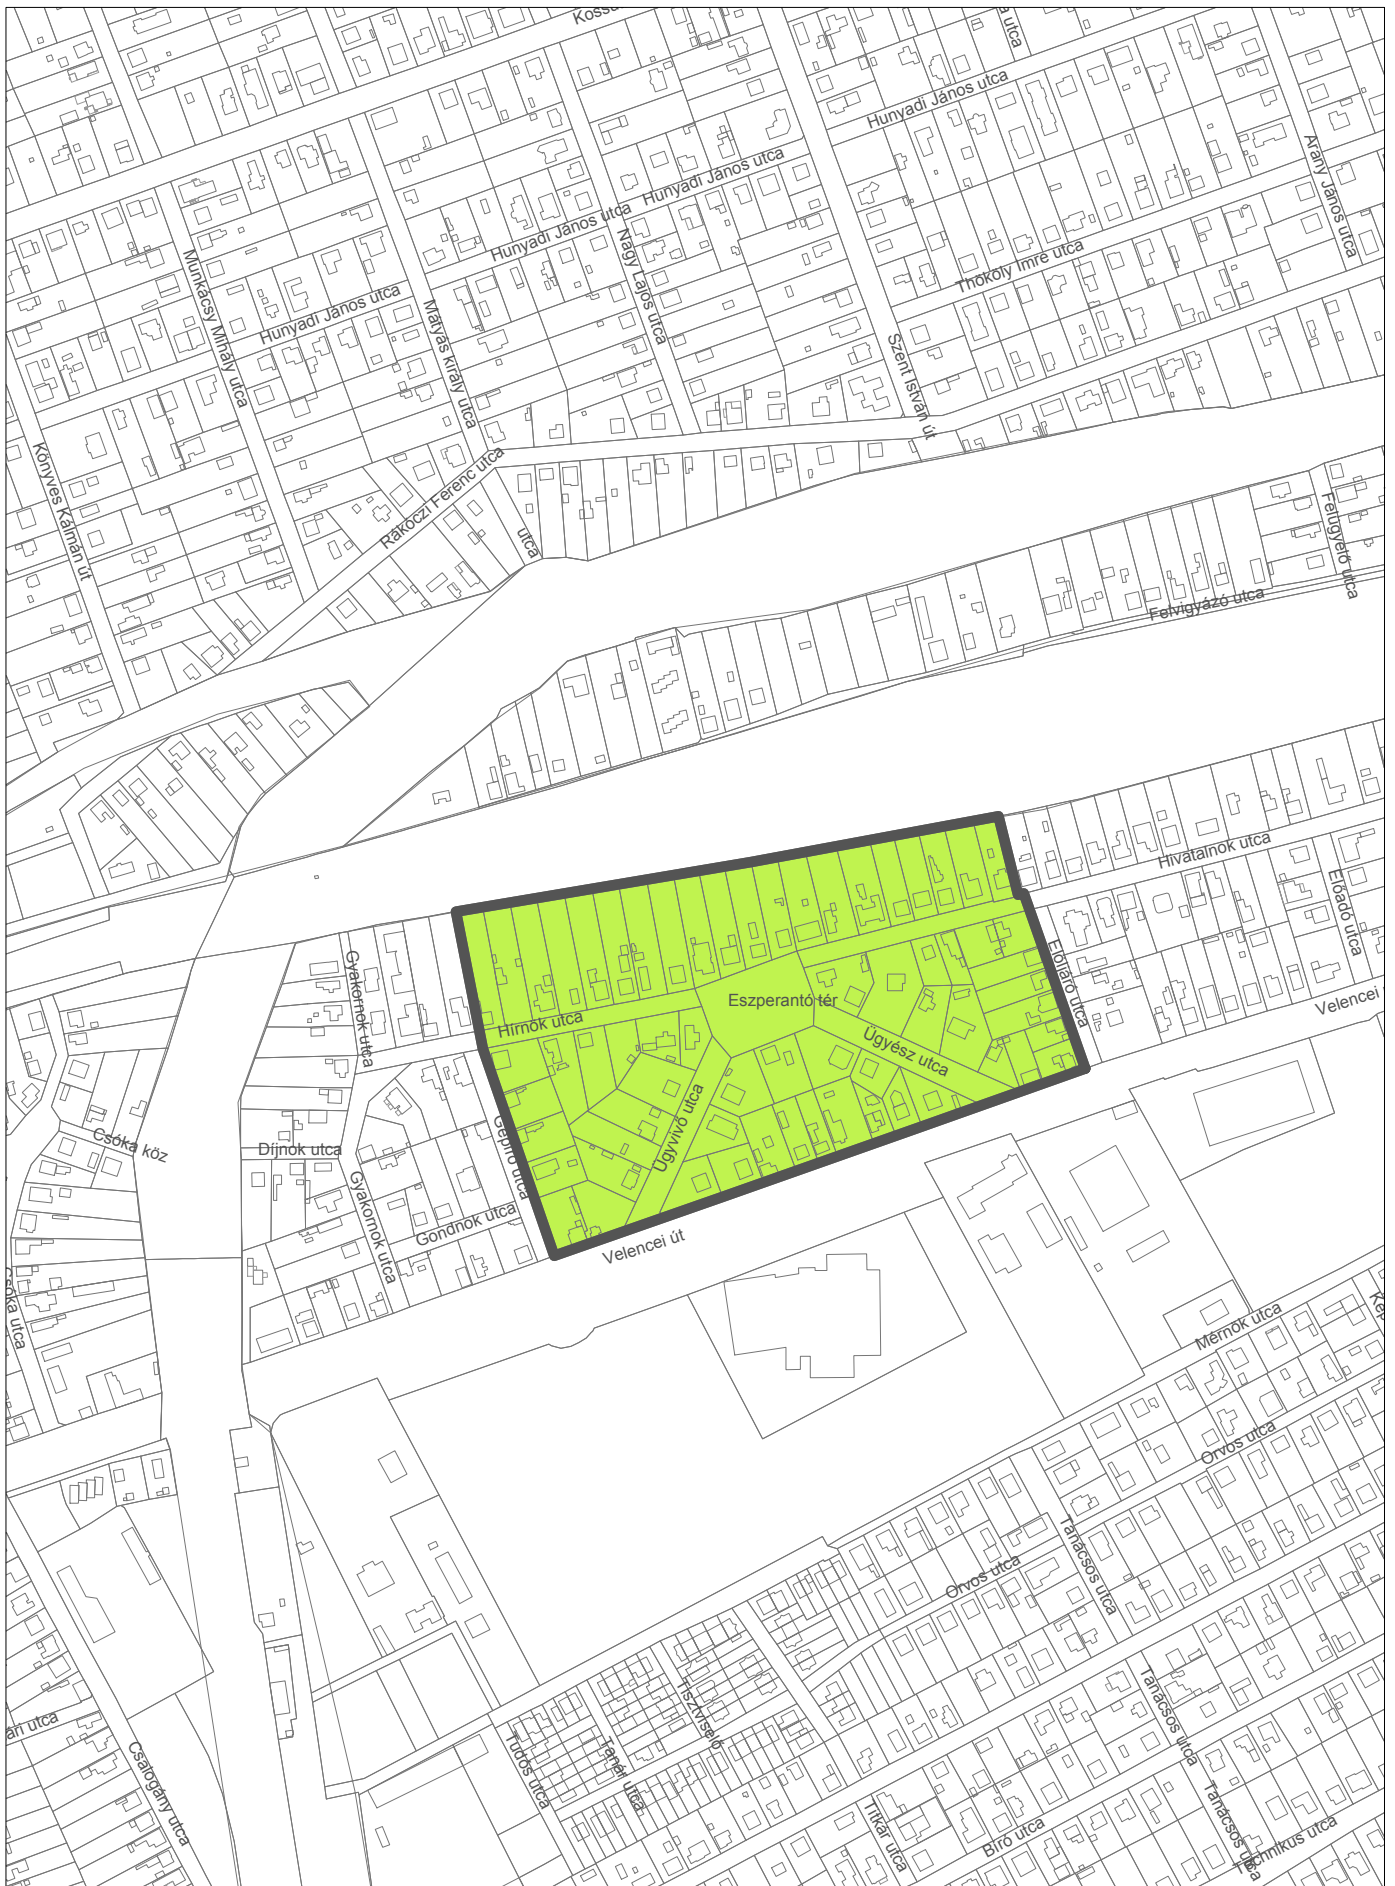 Hunyadi János utca
Arany János utca
Hunyadi János utca
Hunyadi János utca
Nagy Lajos utca
Munkácsy Mihály utca
Thököly Imre utca
Hunyadi János utca
Mátyás király utca
Szent István út
Könyves Kálmán út
Rákóczi Ferenc utca
utca
Felügyelő utca
Felvigyázó utca
Hivatalnok utca
Előadó utca
Gyakornok utca
Előljáró utca
Eszperantó tér
Velencei
Hírnök utca
Ügyész utca
Ügyvivő utca
Csóka köz
Díjnok utca
Gépíró utca
Gyakornok utca
Gondnok utca
Velencei út
Csóka utca
Mérnök utca
Orvos utca
Orvos utca
Tanácsos utca
Tisztviselő
Tanácsos utca
Tudós utca
Tanár utca
Csalogány utca
Titkár utca
Bíró utca
Tanácsos utca
Technikus utca